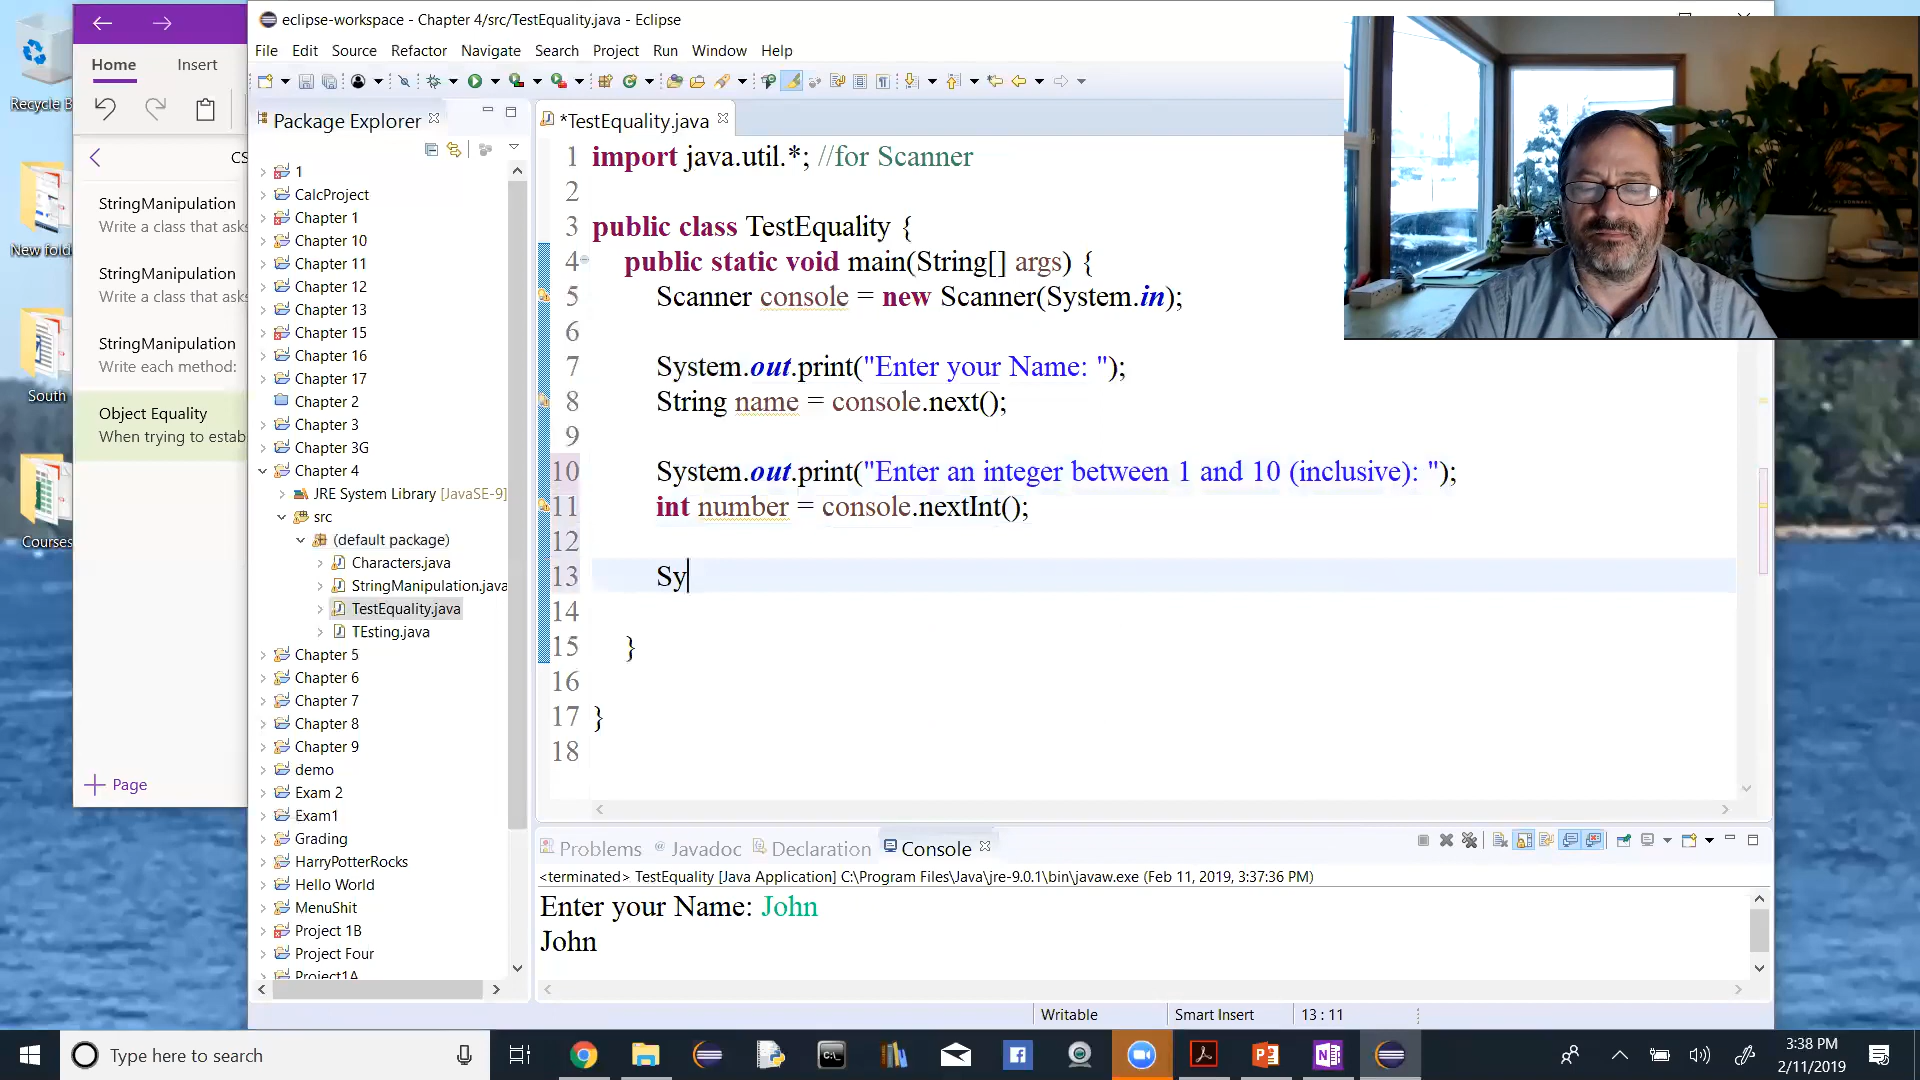 eclipse-workspace - Chapter 4/src/TestEquality.java - Eclipse
File Edit Source Refactor Navigate Search Project Run Window Help
Recycle B
New fold
South
Courses
Home Insert
CS
StringManipulation
Write a class that asks
StringManipulation
Write a class that asks
StringManipulation
Write each method:
Object Equality
When trying to estab
Page
Package Explorer
1
CalcProject
Chapter 1
Chapter 10
Chapter 11
Chapter 12
Chapter 13
Chapter 15
Chapter 16
Chapter 17
Chapter 2
Chapter 3
Chapter 3G
Chapter 4
JRE System Library [JavaSE-9]
src
(default package)
Characters.java
StringManipulation.java
TestEquality.java
TEsting.java
Chapter 5
Chapter 6
Chapter 7
Chapter 8
Chapter 9
demo
Exam 2
Exam1
Grading
HarryPotterRocks
Hello World
MenuShit
Project 1B
Project Four
Project1A
*TestEquality.java
1 import java.util.*; //for Scanner
2
3 public class TestEquality {
4 public static void main(String[] args) {
5 Scanner console = new Scanner(System.in);
6
7 System.out.print("Enter your Name: ");
8 String name = console.next();
9
10 System.out.print("Enter an integer between 1 and 10 (inclusive): ");
11 int number = console.nextInt();
12
13 Sy
14
15 }
16
17 }
18
Problems Javadoc Declaration Console
<terminated> TestEquality [Java Application] C:\Program Files\Java\jre-9.0.1\bin\javaw.exe (Feb 11, 2019, 3:37:36 PM)
Enter your Name: John
John
Writable Smart Insert 13 : 11
Type here to search
3:38 PM
2/11/2019